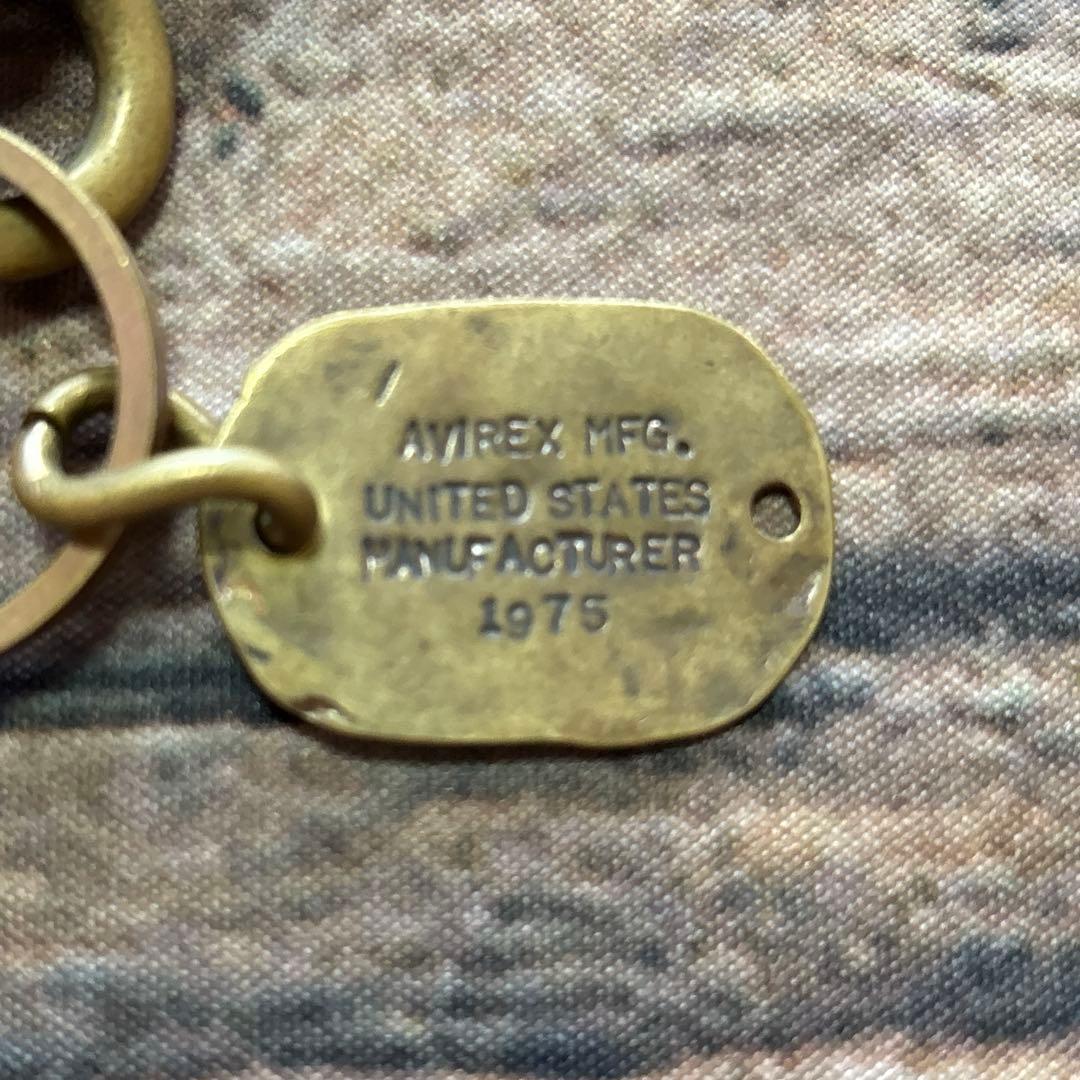 AVIREX MFG.
UNITED STATES
MANUFACTURER
1975